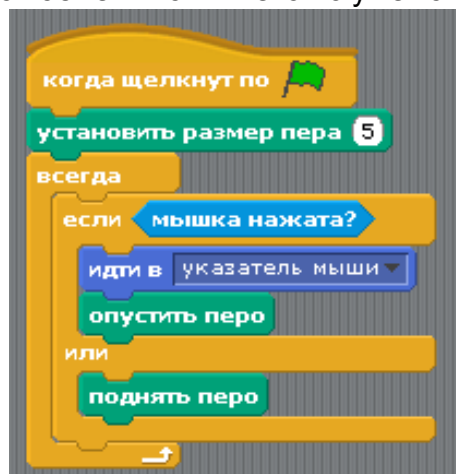 когда щелкнут по
установить размер пера 5
всегда
если мышка нажата?
идти в указатель мыши
опустить перо
или
поднять перо